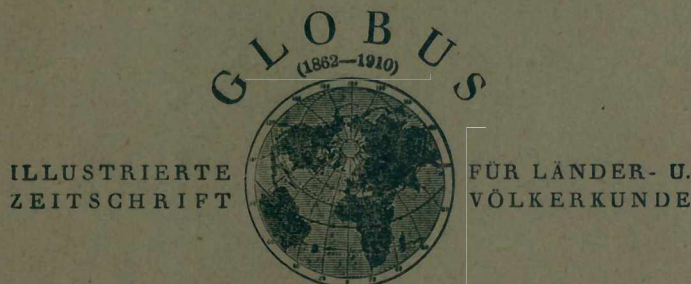 GLOBUS
(1862—1910)
ILLUSTRIERTE
ZEITSCHRIFT
FÜR LÄNDER- U.
VÖLKERKUNDE